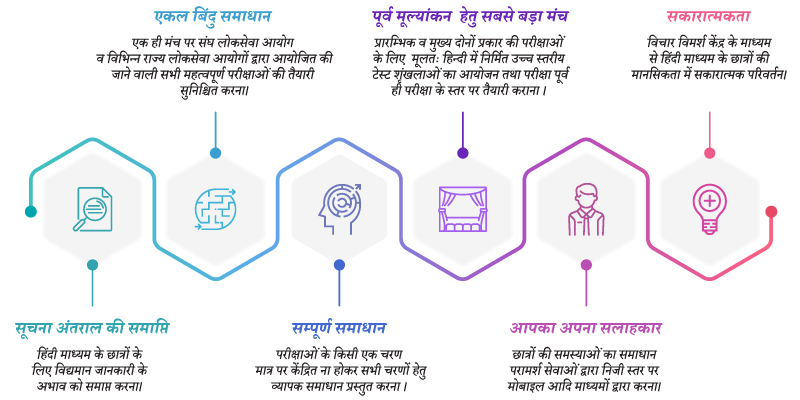 एकल बिंदु समाधान
एक ही मंच पर संघ लोकसेवा आयोग
व विभिन्न राज्य लोकसेवा आयोगों द्वारा आयोजित की
जाने वाली सभी महत्वपूर्ण परीक्षाओं की तैयारी
सुनिश्चित करना।
पूर्व मूल्यांकन हेतु सबसे बड़ा मंच
प्रारम्भिक व मुख्य दोनों प्रकार की परीक्षाओं
के लिए मूलतः हिन्दी में निर्मित उच्च स्तरीय
टेस्ट शृंखलाओं का आयोजन तथा परीक्षा पूर्व
ही परीक्षा के स्तर पर तैयारी कराना ।
सकारात्मकता
विचार विमर्श केंद्र के माध्यम
से हिंदी माध्यम के छात्रों की
मानसिकता में सकारात्मक परिवर्तन।
सूचना अंतराल की समाप्ति
हिंदी माध्यम के छात्रों के
लिए विद्यमान जानकारी के
अभाव को समाप्त करना।
सम्पूर्ण समाधान
परीक्षाओं के किसी एक चरण
मात्र पर केंद्रित ना होकर सभी चरणों हेतु
व्यापक समाधान प्रस्तुत करना ।
आपका अपना सलाहकार
छात्रों की समस्याओं का समाधान
परामर्श सेवाओं द्वारा निजी स्तर पर
मोबाइल आदि माध्यमों द्वारा करना।